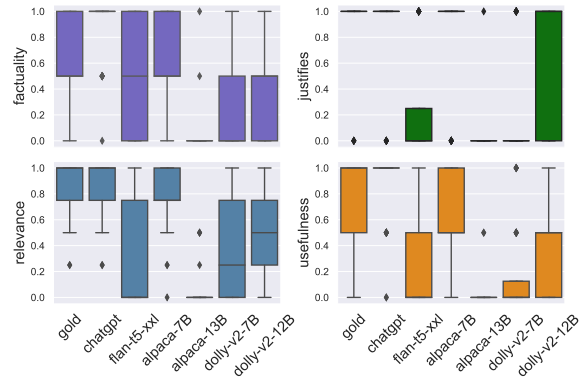 factuality
1.0
0.8
0.6
0.4
0.2
0.0
justifies
1.0
0.8
0.6
0.4
0.2
0.0
relevance
1.0
0.8
0.6
0.4
0.2
0.0
usefulness
1.0
0.8
0.6
0.4
0.2
0.0
gold
chatgpt
flan-t5-xxl
alpaca-7B
alpaca-13B
dolly-v2-7B
dolly-v2-12B
gold
chatgpt
flan-t5-xxl
alpaca-7B
alpaca-13B
dolly-v2-7B
dolly-v2-12B